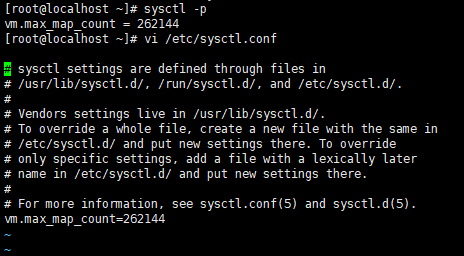 [root@localhost ~]# sysctl -p
vm.max_map_count = 262144
[root@localhost ~]# vi /etc/sysctl.conf
# sysctl settings are defined through files in
# /usr/lib/sysctl.d/, /run/sysctl.d/, and /etc/sysctl.d/.
#
# Vendors settings live in /usr/lib/sysctl.d/.
# To override a whole file, create a new file with the same in
# /etc/sysctl.d/ and put new settings there. To override
# only specific settings, add a file with a lexically later
# name in /etc/sysctl.d/ and put new settings there.
#
# For more information, see sysctl.conf(5) and sysctl.d(5).
vm.max_map_count=262144
~
~